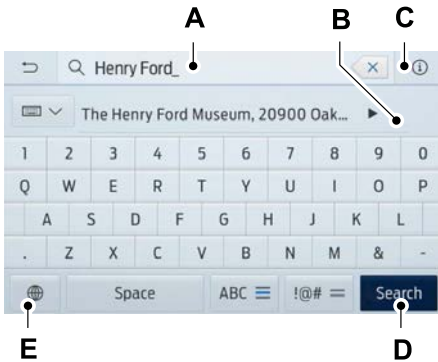 A
B
C
Henry Ford_
The Henry Ford Museum, 20900 Oak...
1 2 3 4 5 6 7 8 9 0
Q W E R T Y U I O P
A S D F G H J K L
. Z X C V B N M & -
Space ABC !@# = Search
E
D